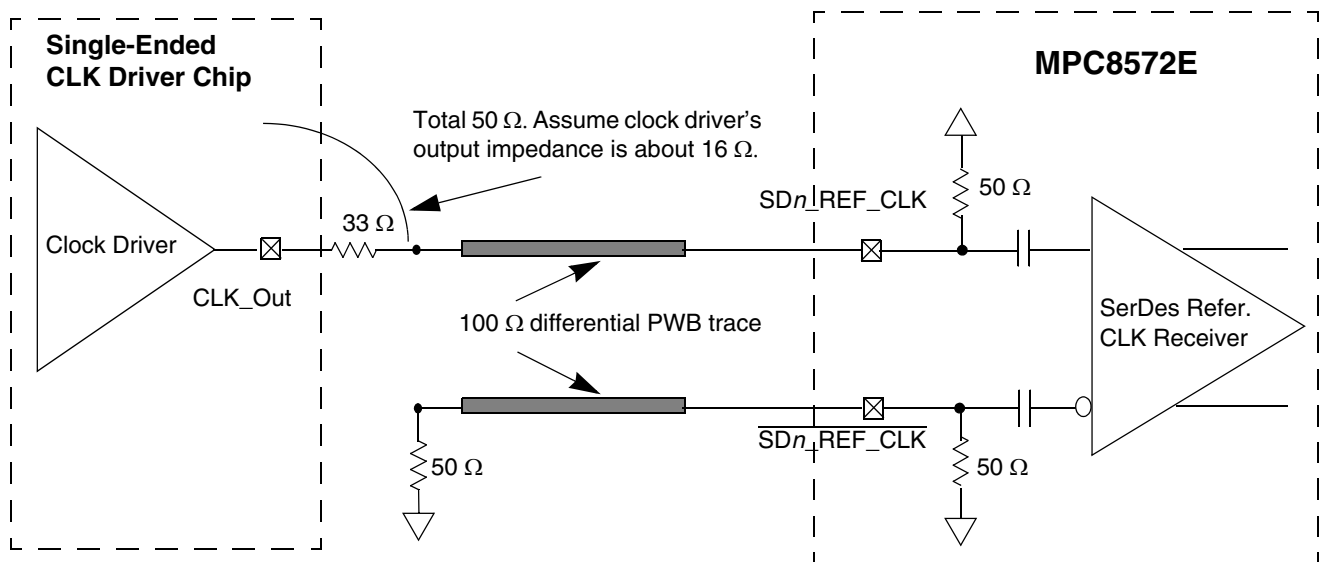 Single-Ended
CLK Driver Chip
MPC8572E
Total 50 Ω. Assume clock driver's
output impedance is about 16 Ω.
SDn_REF_CLK
50 Ω
33 Ω
Clock Driver
CLK_Out
100 Ω differential PWB trace
SerDes Refer.
CLK Receiver
SDn_REF_CLK
50 Ω
50 Ω